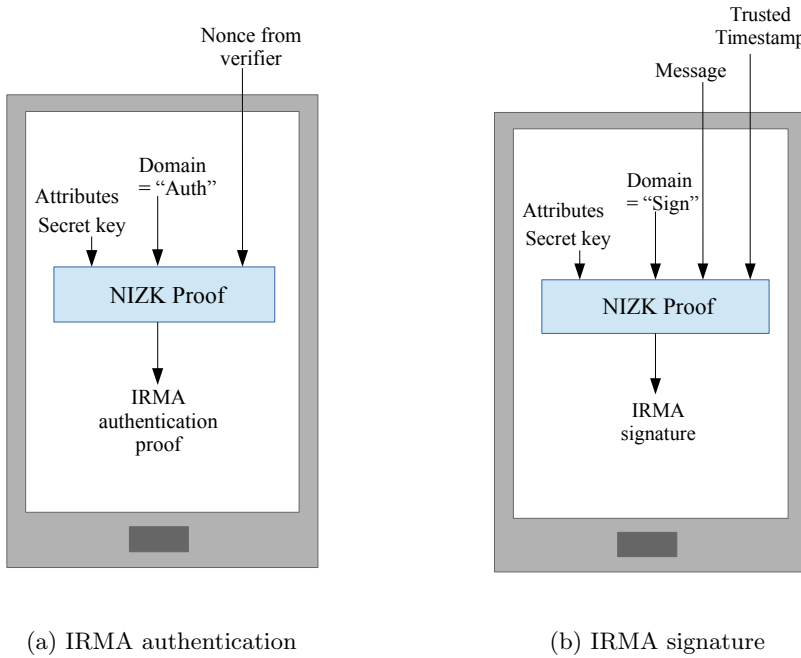 Nonce from
verifier
Domain
= “Auth”
Attributes
Secret key
NIZK Proof
IRMA
authentication
proof
(a) IRMA authentication
Trusted
Timestamp
Message
Domain
= “Sign”
Attributes
Secret key
NIZK Proof
IRMA
signature
(b) IRMA signature